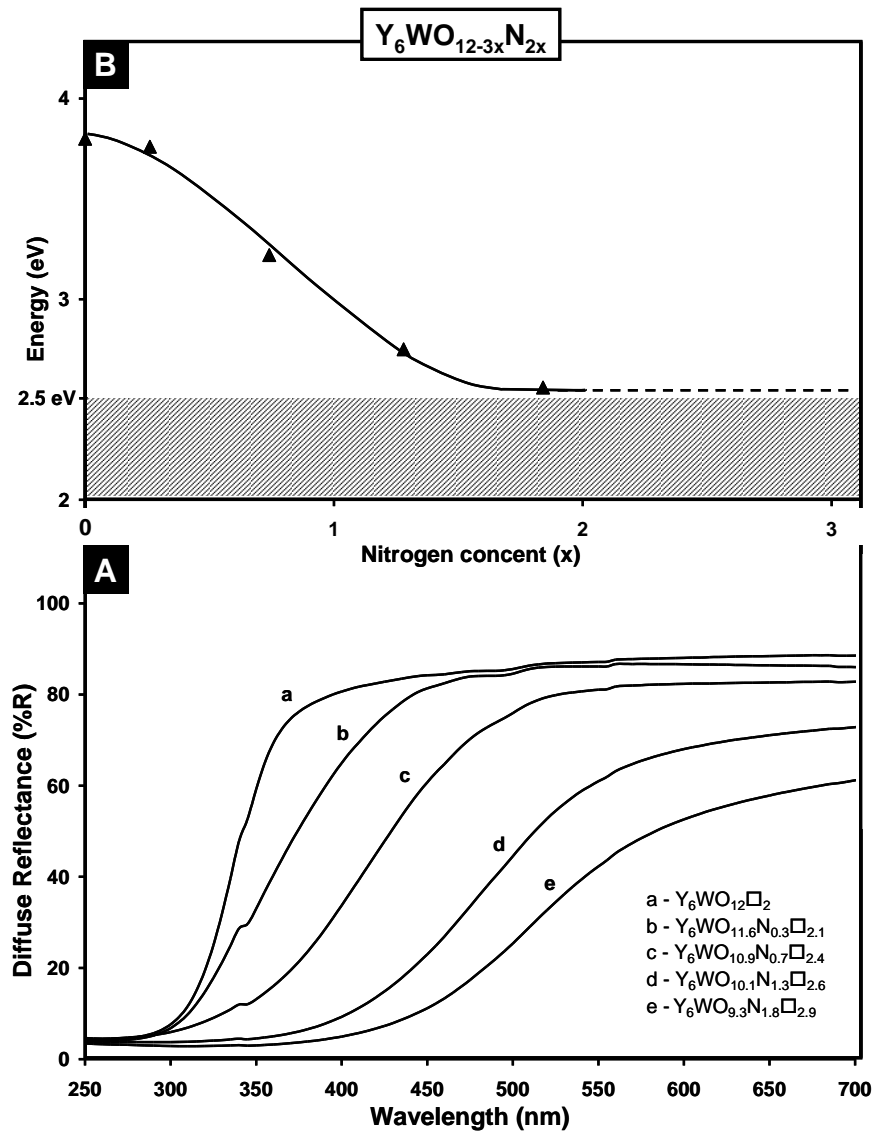 Y₆WO₁₂₋₃ₓN₂ₓ
B
4
3
2.5 eV
2
Energy (eV)
0 1 2 3
Nitrogen concent (x)
A
100
80
60
40
20
0
Diffuse Reflectance (%R)
a
b
c
d
e
a - Y₆WO₁₂□₂
b - Y₆WO₁₁.₆N₀.₃□₂.₁
c - Y₆WO₁₀.₉N₀.₇□₂.₄
d - Y₆WO₁₀.₁N₁.₃□₂.₆
e - Y₆WO₉.₃N₁.₈□₂.₉
250 300 350 400 450 500 550 600 650 700
Wavelength (nm)